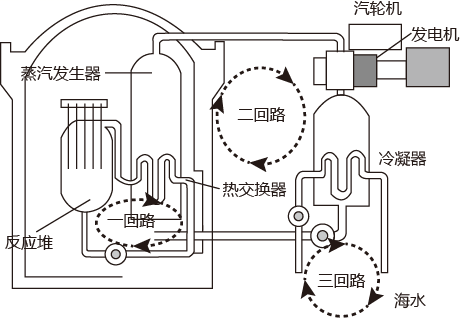 汽轮机
发电机
蒸汽发生器
二回路
冷凝器
热交换器
一回路
反应堆
三回路
海水